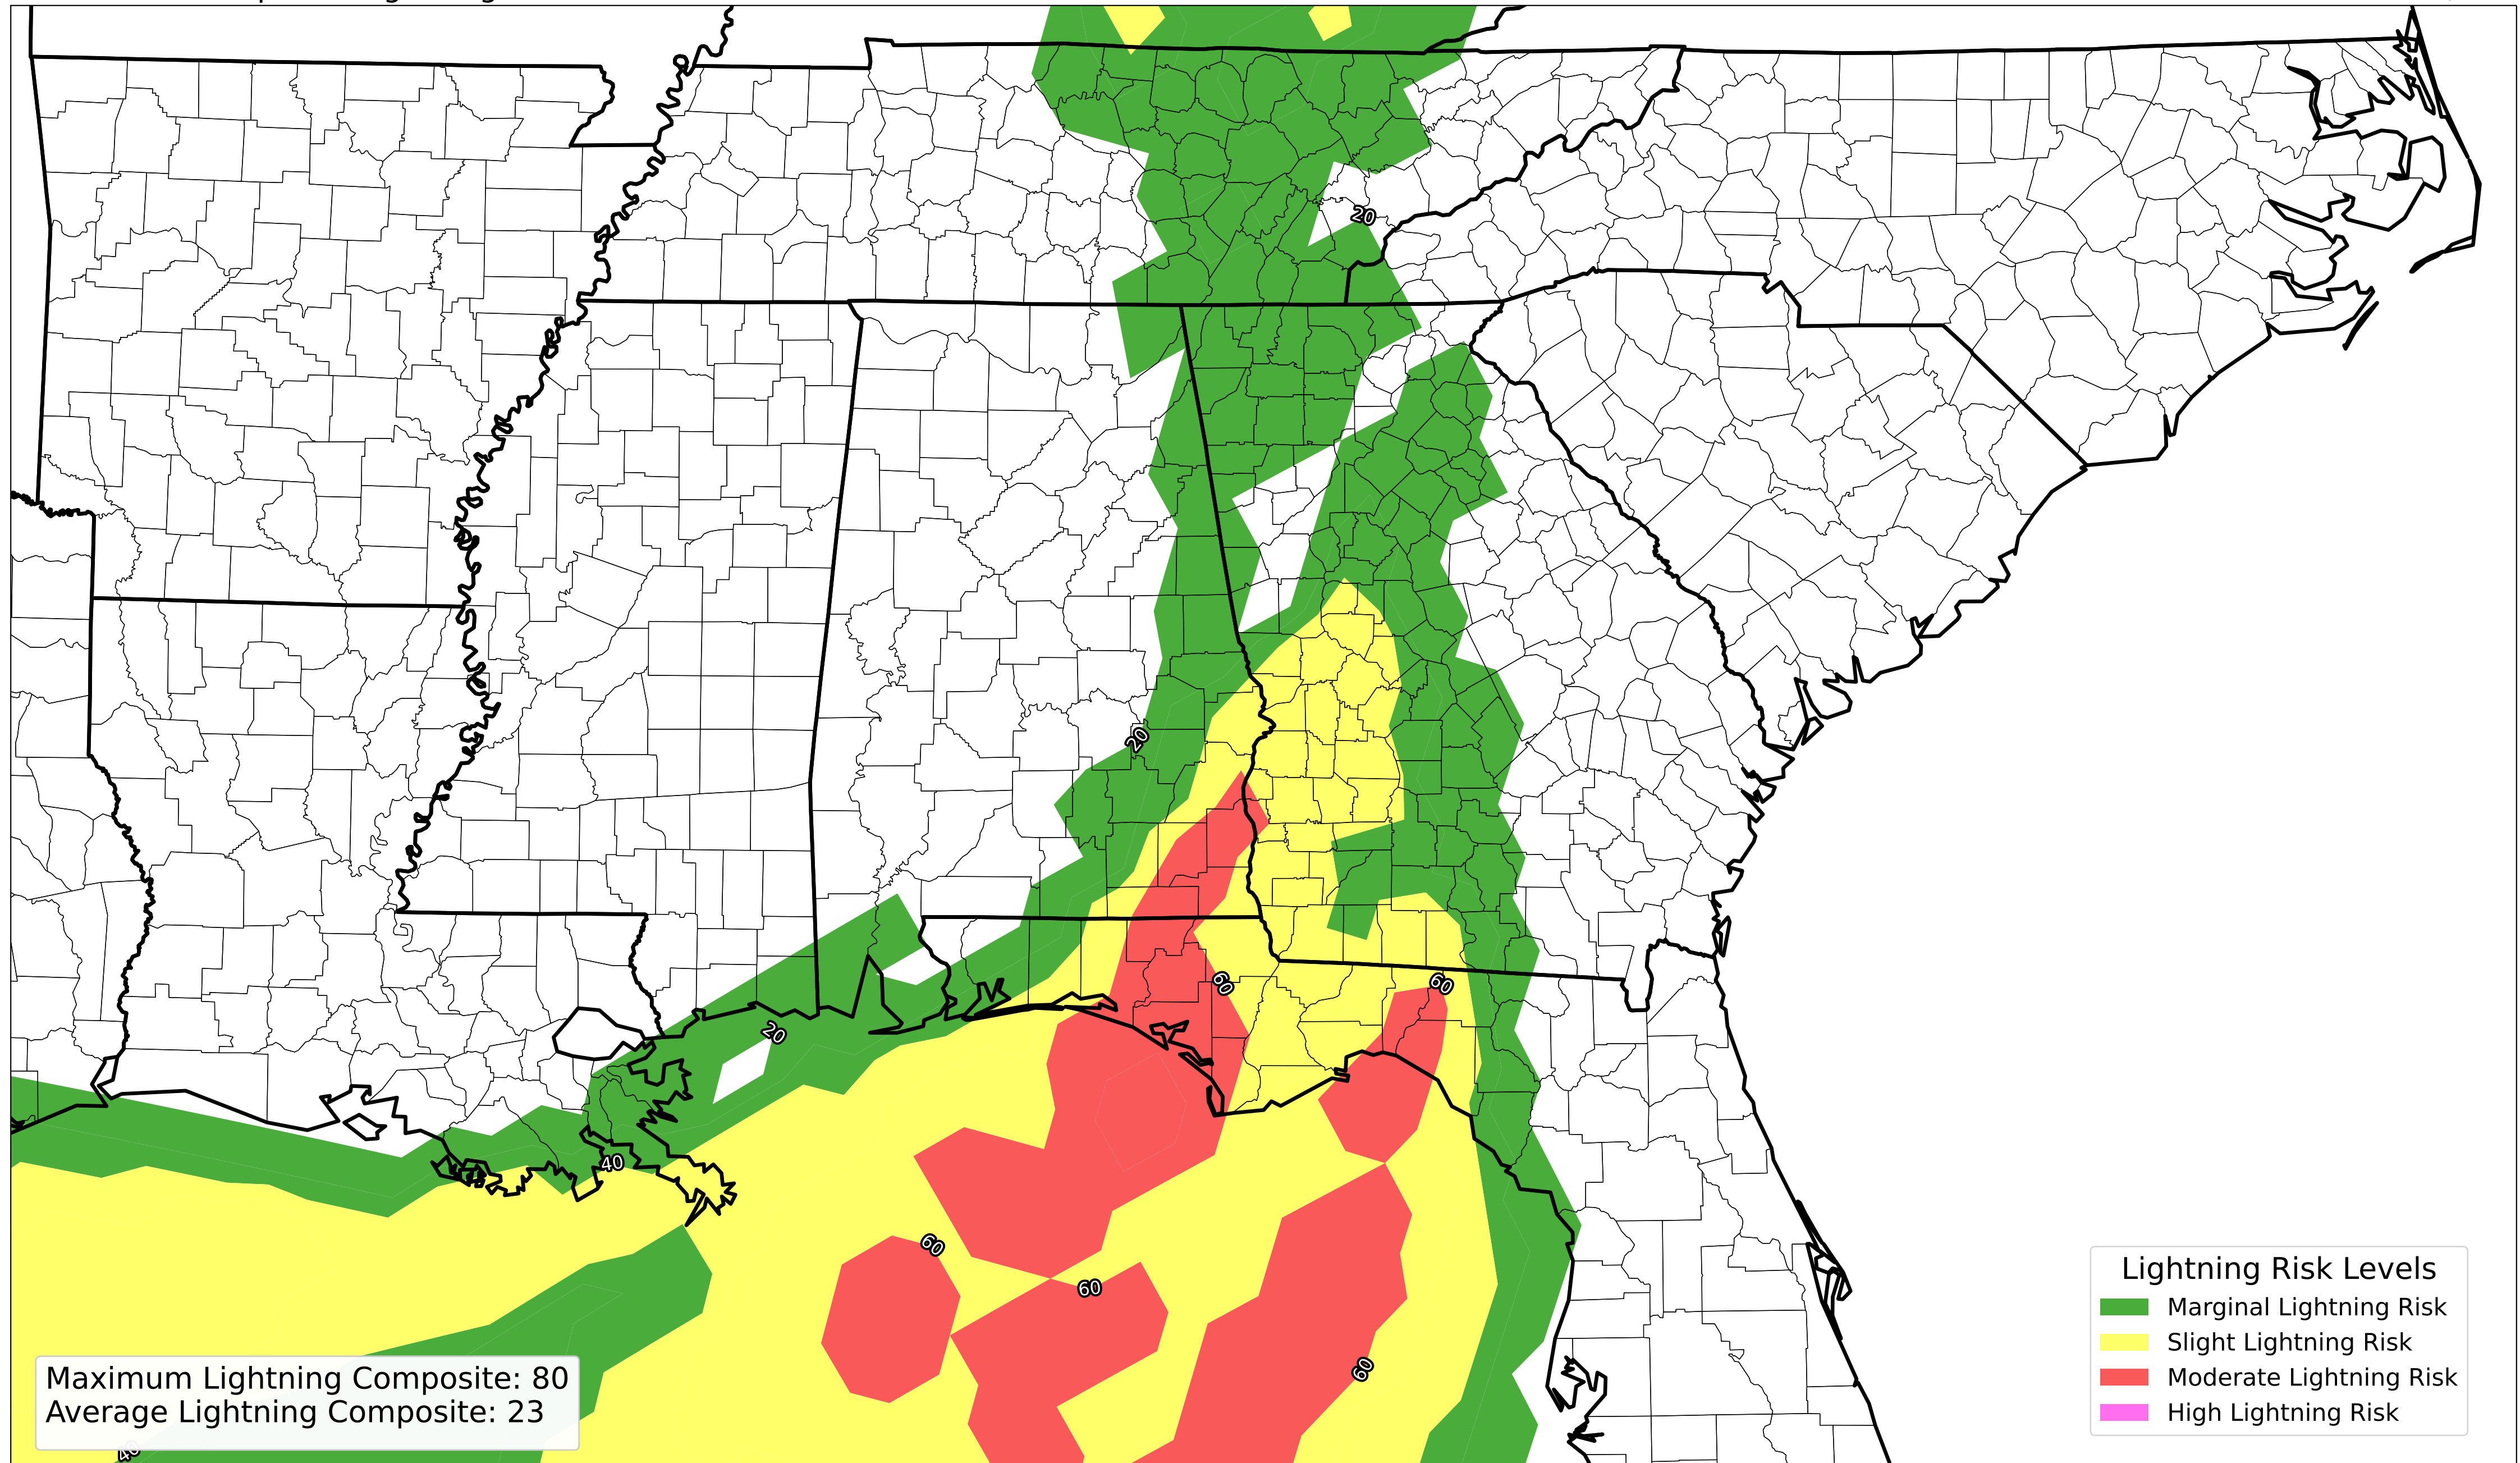 20
20
60
60
20
40
60
60
60
40
Maximum Lightning Composite: 80
Average Lightning Composite: 23
Lightning Risk Levels
Marginal Lightning Risk
Slight Lightning Risk
Moderate Lightning Risk
High Lightning Risk